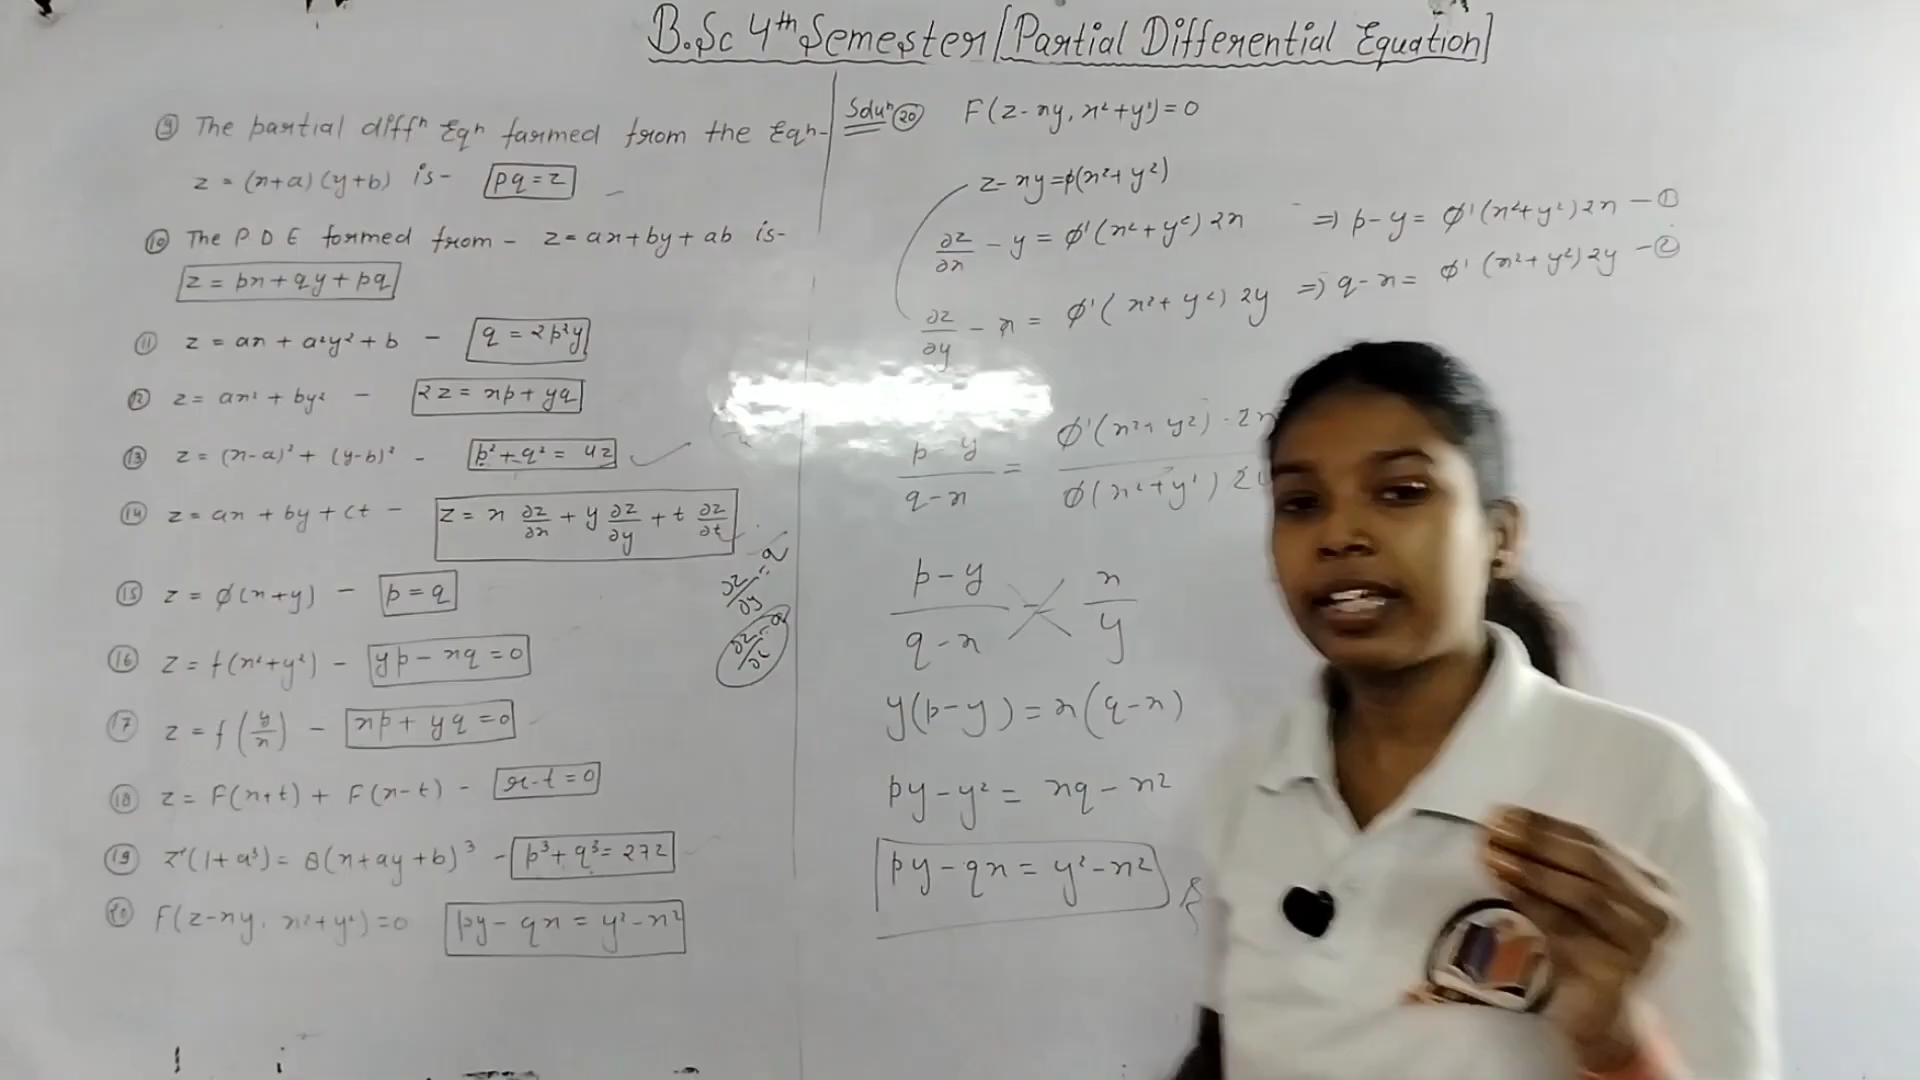 B.Sc 4th Semester [Partial Differential Equation]
⑨ The partial diffn Eqn farmed from the Eqn-
z = (x+a)(y+b) is- pq = z
⑩ The P D E formed from - z = ax+by+ab is-
z = px + qy + pq
⑪ z = ax + a²y² + b - q = 2p²y
⑫ z = ax² + by² - 2z = xp + yq
⑬ z = (x-a)² + (y-b)² - p² + q² = 4z
⑭ z = ax + by + ct - z = x ∂z/∂x + y ∂z/∂y + t ∂z/∂t
⑮ z = φ(x+y) - p = q
⑯ z = f(x²+y²) - yp - xq = 0
⑰ z = f(y/x) - xp + yq = 0
⑱ z = F(x+t) + F(x-t) - r-t = 0
⑲ (1+a³) = 8(x+ay+b)³ - p³+q³ = 27z
⑳ F(z-xy, x²+y²) = 0 py - qx = y²-x²
Solun ⑳ F(z-xy, x²+y²) = 0
z-xy = φ(x²+y²)
∂z/∂x - y = φ'(x²+y²) 2x ⇒ p-y = φ'(x²+y²) 2x - ①
∂z/∂y - x = φ'(x²+y²) 2y ⇒ q-x = φ'(x²+y²) 2y - ②
p-y/q-x = φ'(x²+y²)·2x/φ(x²+y²) 2
p-y/q-x = x/y
y(p-y) = x(q-x)
py-y² = xq-x²
py-qx = y²-x²